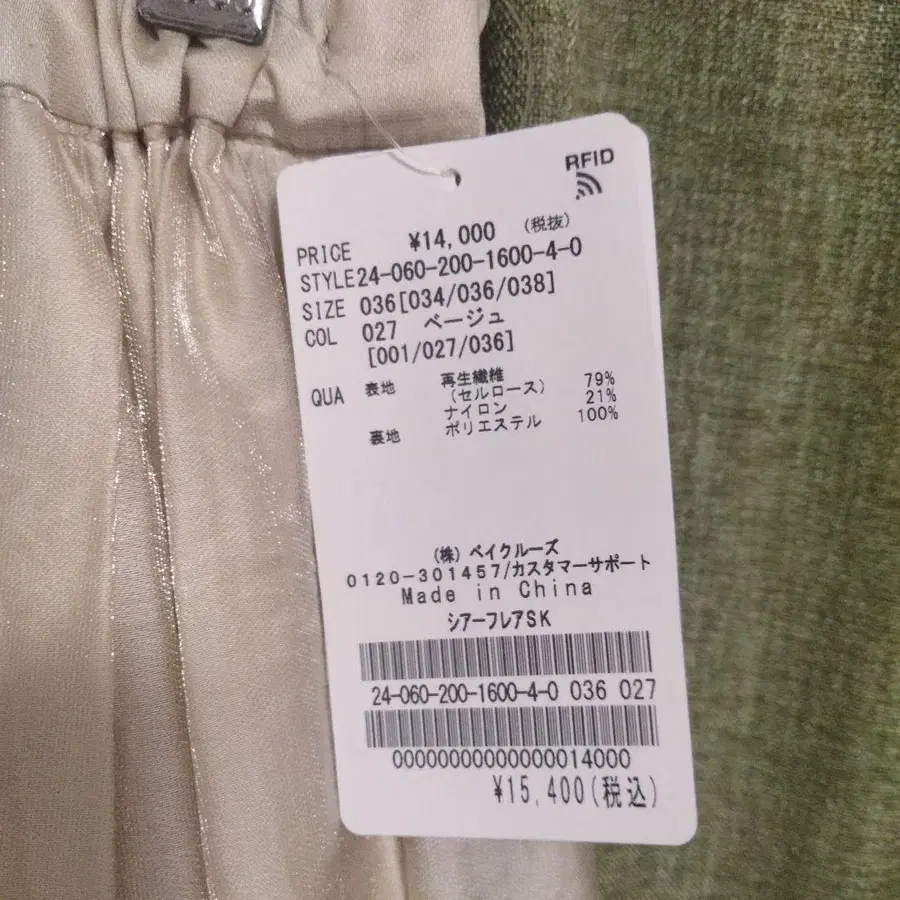 RFID
PRICE ¥14,000 (税抜)
STYLE 24-060-200-1600-4-0
SIZE 036[034/036/038]
COL 027 ベージュ
[001/027/036]
QUA 表地 再生繊維 79%
(セルロース) 21%
ナイロン 100%
裏地 ポリエステル
(株) ベイクルーズ
0120-301457/カスタマーサポート
Made in China
シアーフレアSK
24-060-200-1600-4-0 036 027
00000000000000014000
¥15,400(税込)